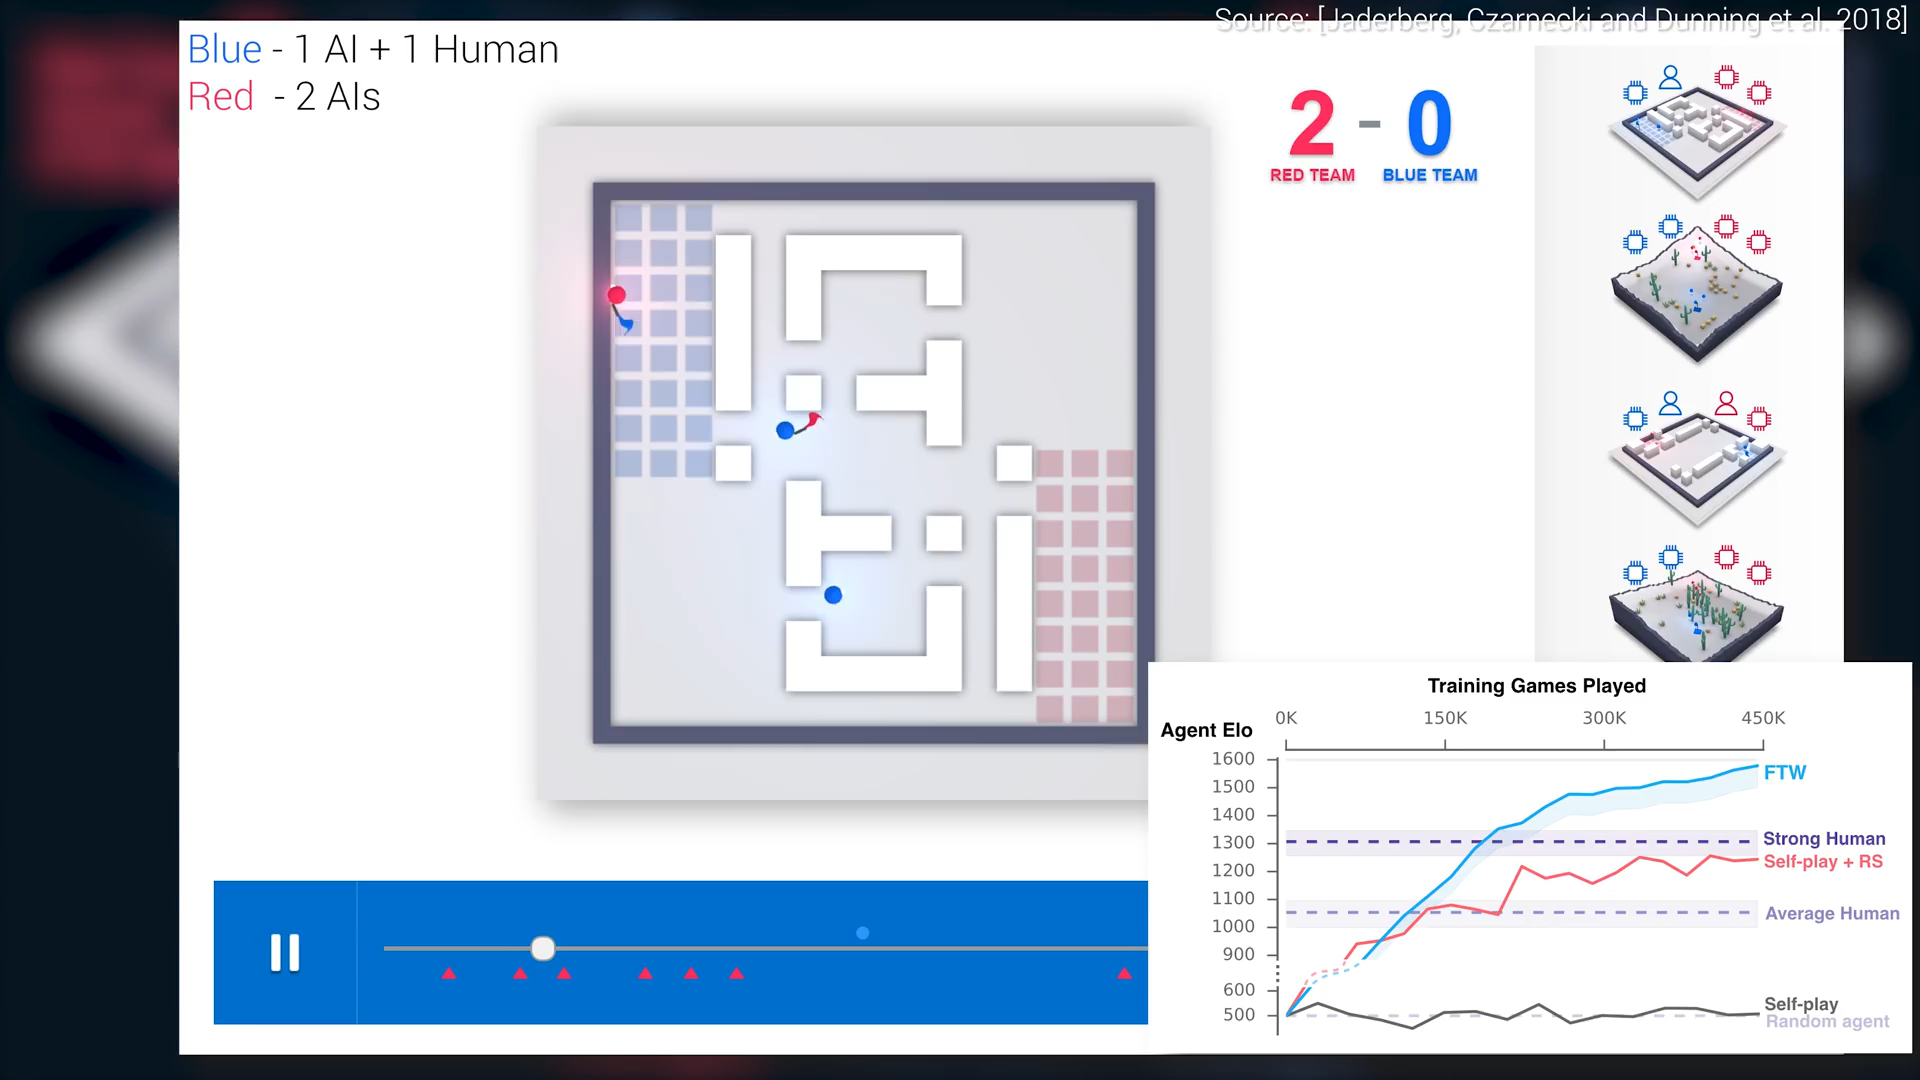 Source: [Jaderberg, Czarnecki and Dunning et al. 2018]
Blue - 1 AI + 1 Human
Red - 2 AIs
2 - 0
RED TEAM BLUE TEAM
Training Games Played
0K 150K 300K 450K
Agent Elo
1600
1500
1400
1300
1200
1100
1000
900
600
500
FTW
Strong Human
Self-play + RS
Average Human
Self-play
Random agent